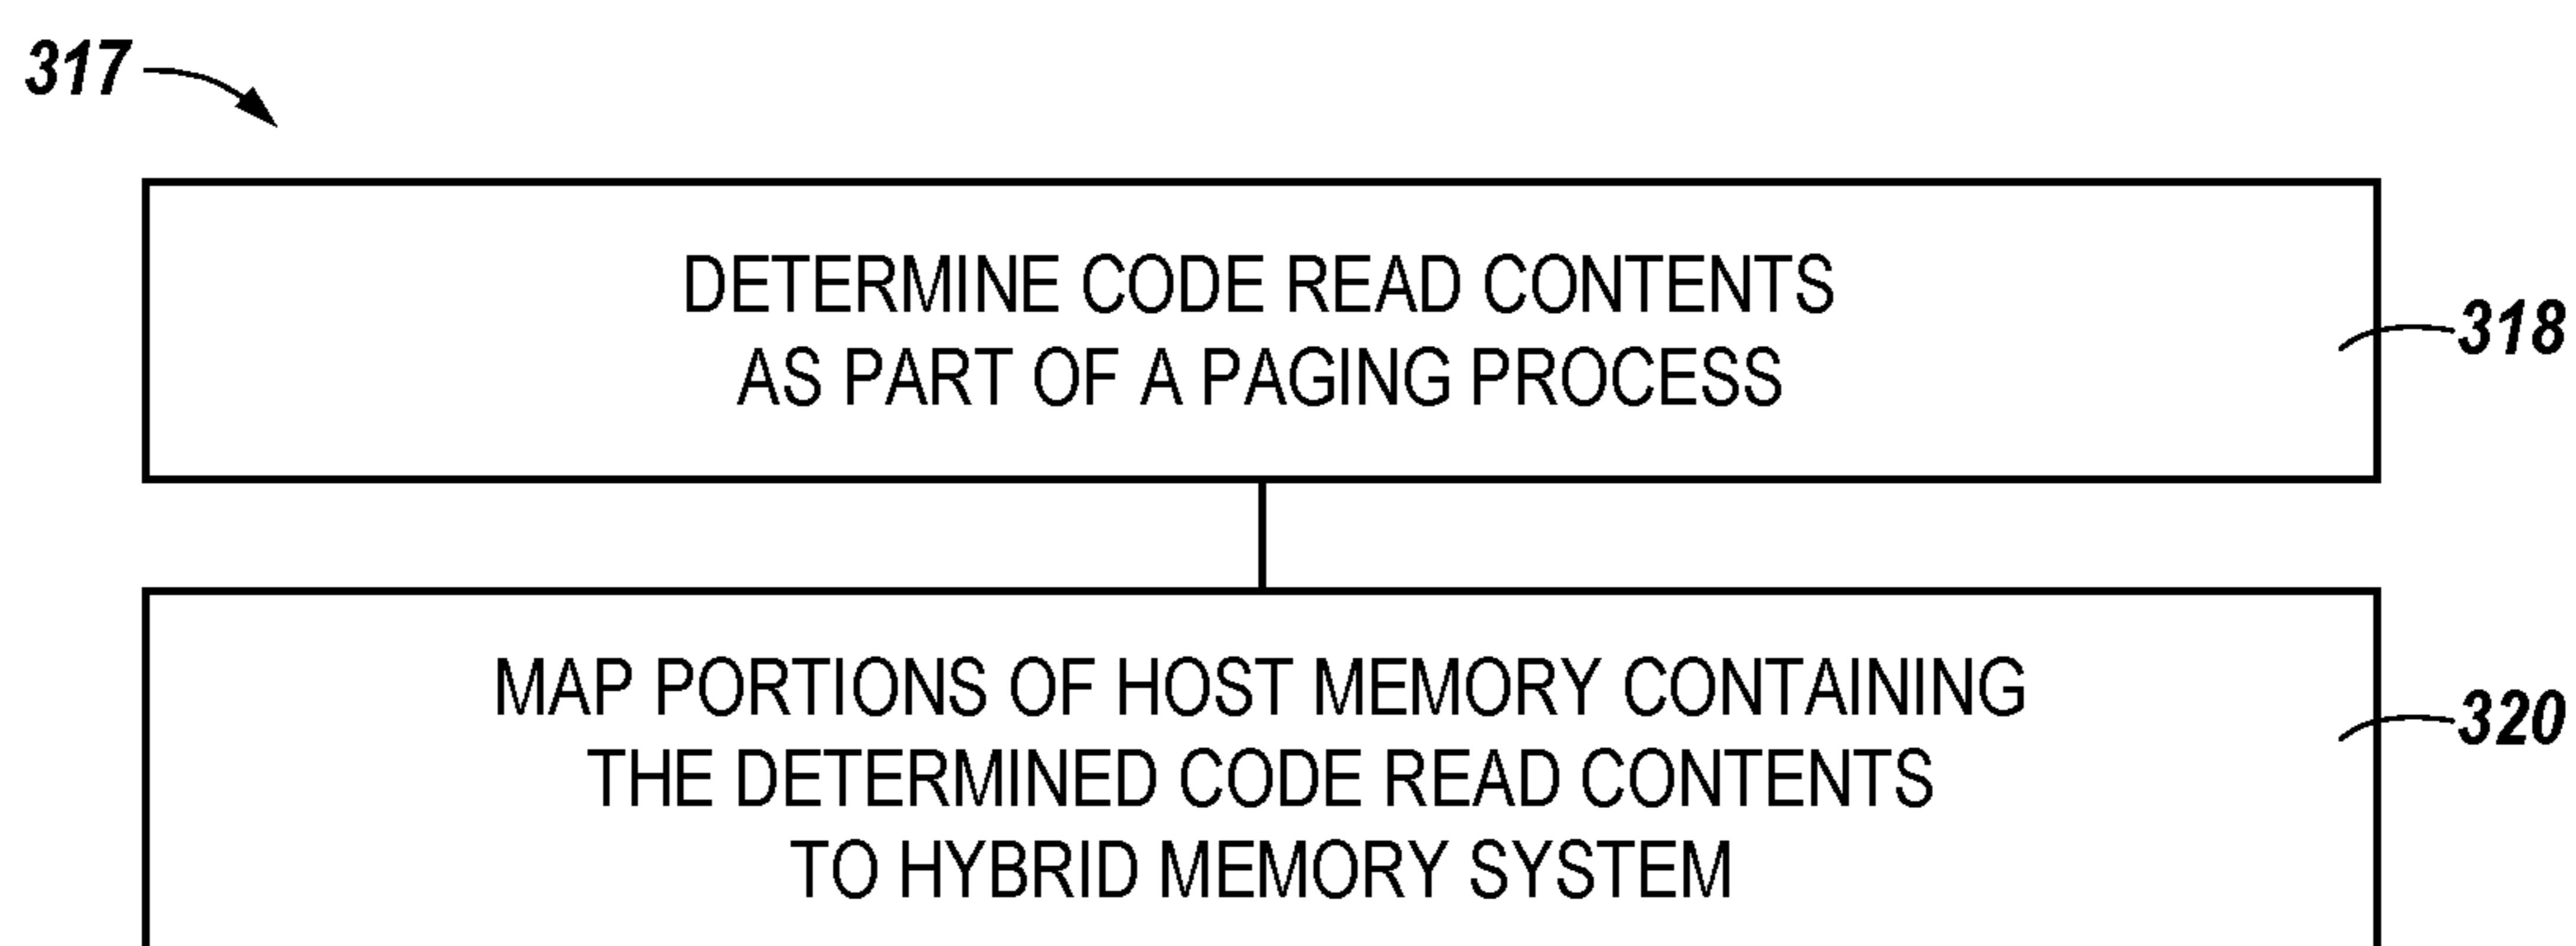 317
DETERMINE CODE READ CONTENTS
AS PART OF A PAGING PROCESS
318
MAP PORTIONS OF HOST MEMORY CONTAINING
THE DETERMINED CODE READ CONTENTS
TO HYBRID MEMORY SYSTEM
320